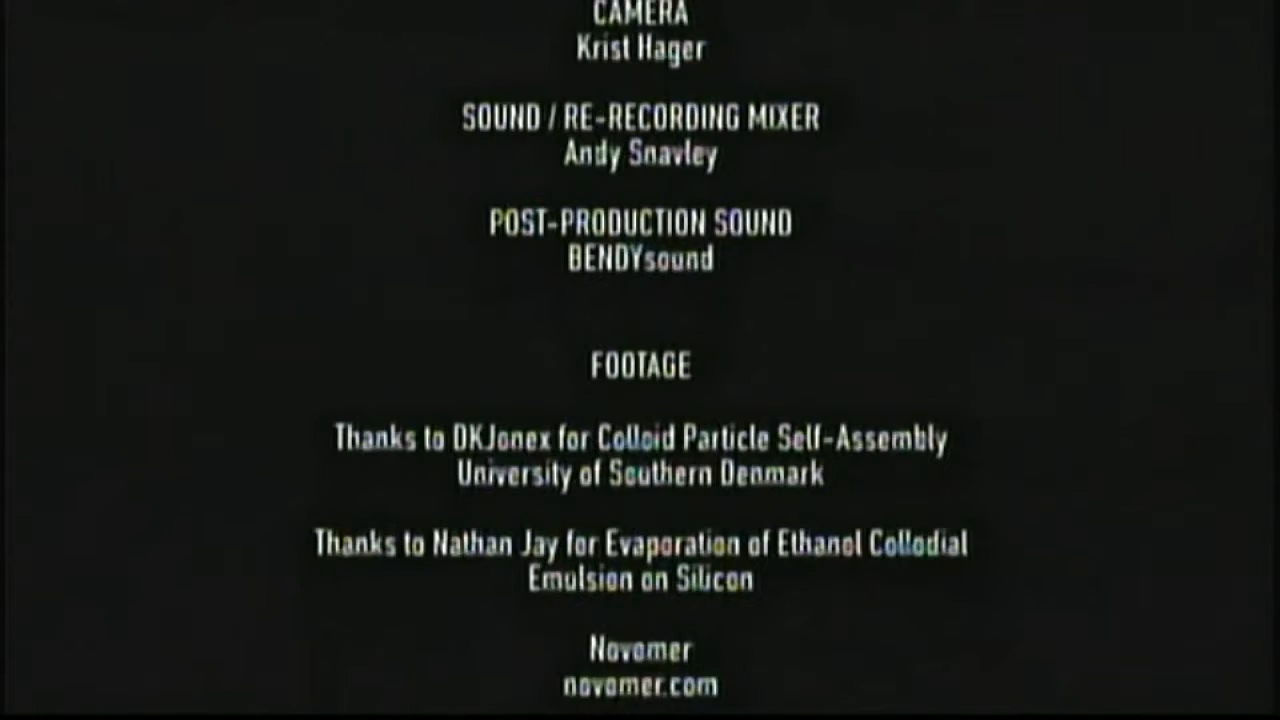 CAMERA
Krist Hager
SOUND / RE-RECORDING MIXER
Andy Snavley
POST-PRODUCTION SOUND
BENDYsound
FOOTAGE
Thanks to DKJonex for Colloid Particle Self-Assembly
University of Southern Denmark
Thanks to Nathan Jay for Evaporation of Ethanol Collodial
Emulsion on Silicon
Novomer
novomer.com